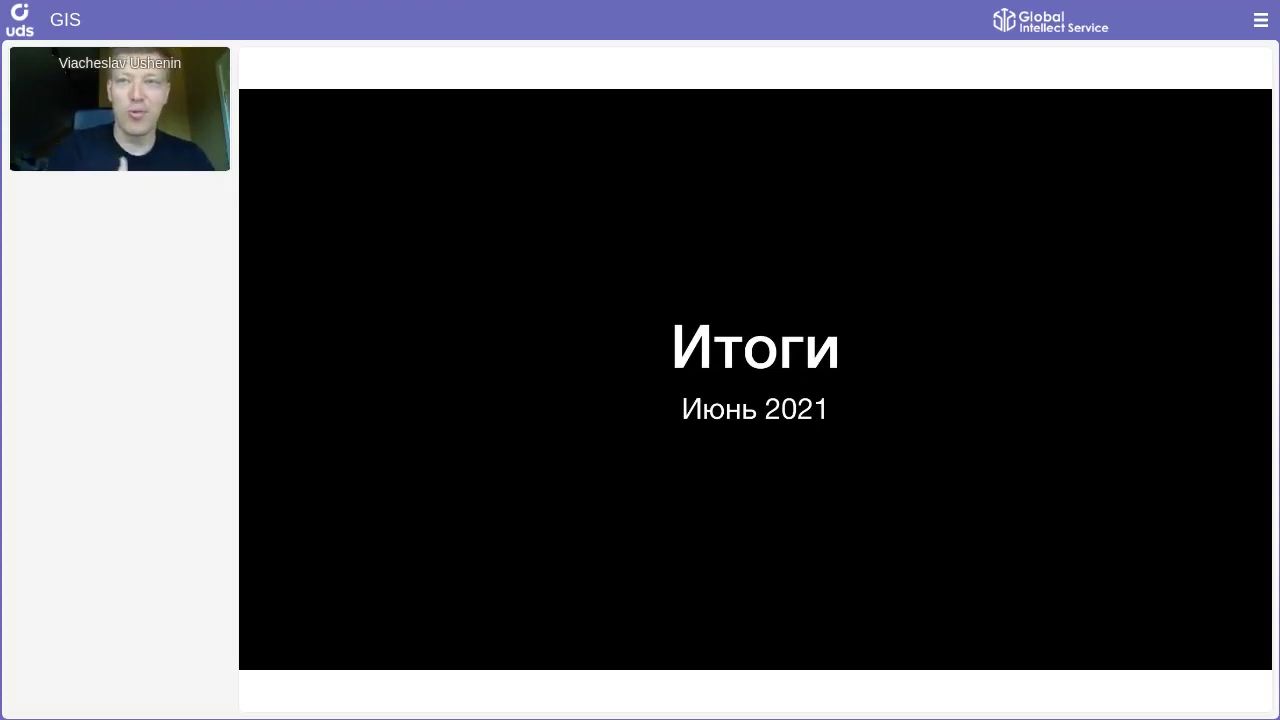 uds
GIS
Global
Intellect Service
Viacheslav Ushenin
Итоги
Июнь 2021